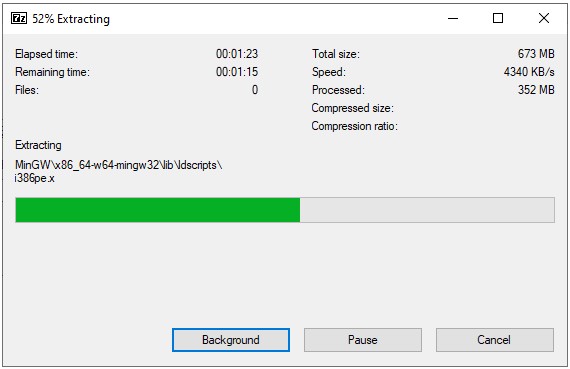 7z 52% Extracting
Elapsed time: 00:01:23 Total size: 673 MB
Remaining time: 00:01:15 Speed: 4340 KB/s
Files: 0 Processed: 352 MB
Compressed size:
Compression ratio:
Extracting
MinGW\x86_64-w64-mingw32\lib\ldscripts\
i386pe.x
Background Pause Cancel